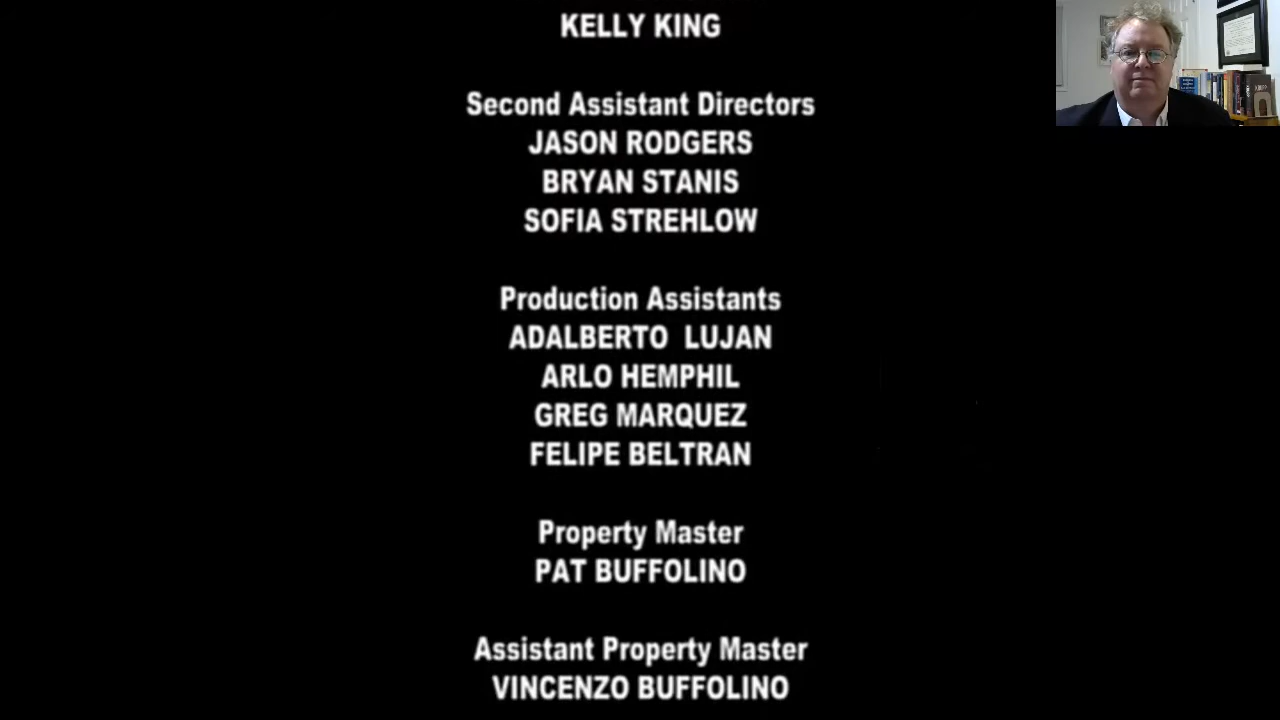 KELLY KING
Second Assistant Directors
JASON RODGERS
BRYAN STANIS
SOFIA STREHLOW
Production Assistants
ADALBERTO LUJAN
ARLO HEMPHIL
GREG MARQUEZ
FELIPE BELTRAN
Property Master
PAT BUFFOLINO
Assistant Property Master
VINCENZO BUFFOLINO